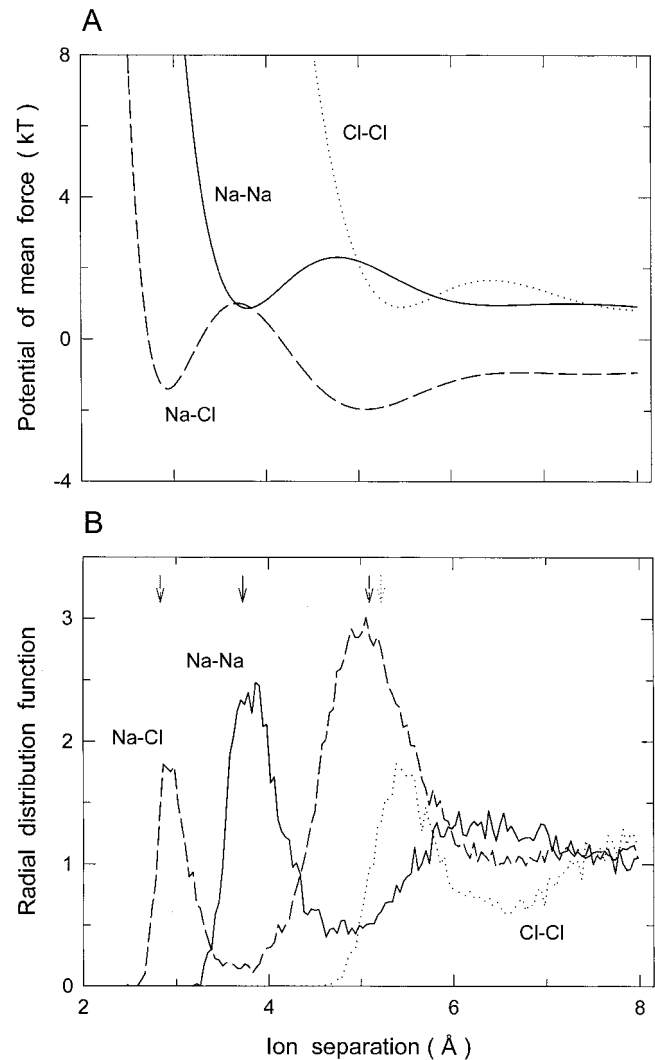 A
8
4
0
-4
Potential of mean force ( kT )
Cl-Cl
Na-Na
Na-Cl
B
3
2
1
0
Radial distribution function
Na-Na
Na-Cl
Cl-Cl
2
4
6
8
Ion separation ( Å )